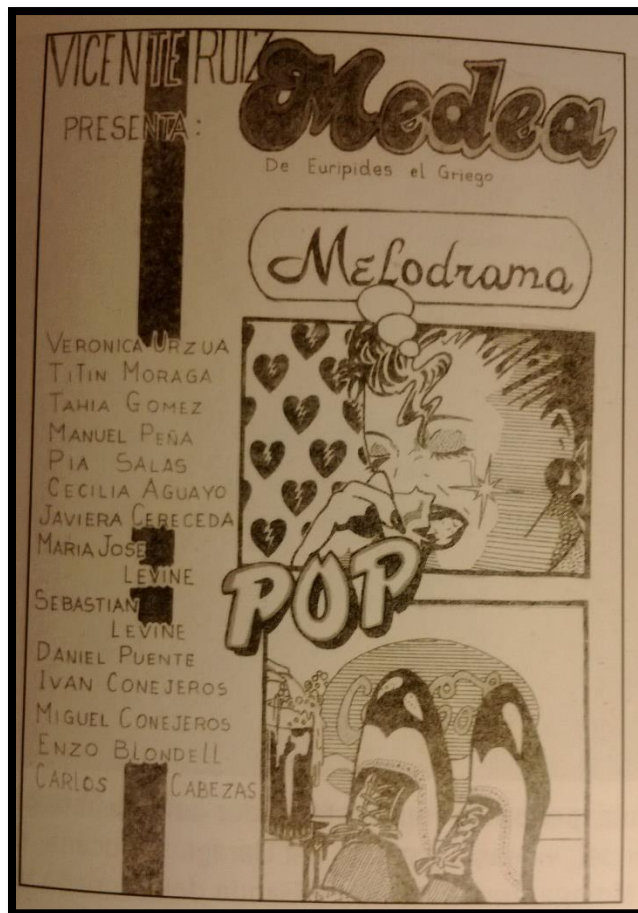 VICENTE RUIZ
PRESENTA:
Medea
De Euripides el Griego
Melodrama
VERONICA URZUA
TITIN MORAGA
TAHIA GOMEZ
MANUEL PEÑA
PIA SALAS
CECILIA AGUAYO
JAVIERA CERECEDA
MARIA JOSE
LEVINE
SEBASTIAN
LEVINE
DANIEL PUENTE
IVAN CONEJEROS
MIGUEL CONEJEROS
ENZO BLONDELL
CARLOS CABEZAS
POP